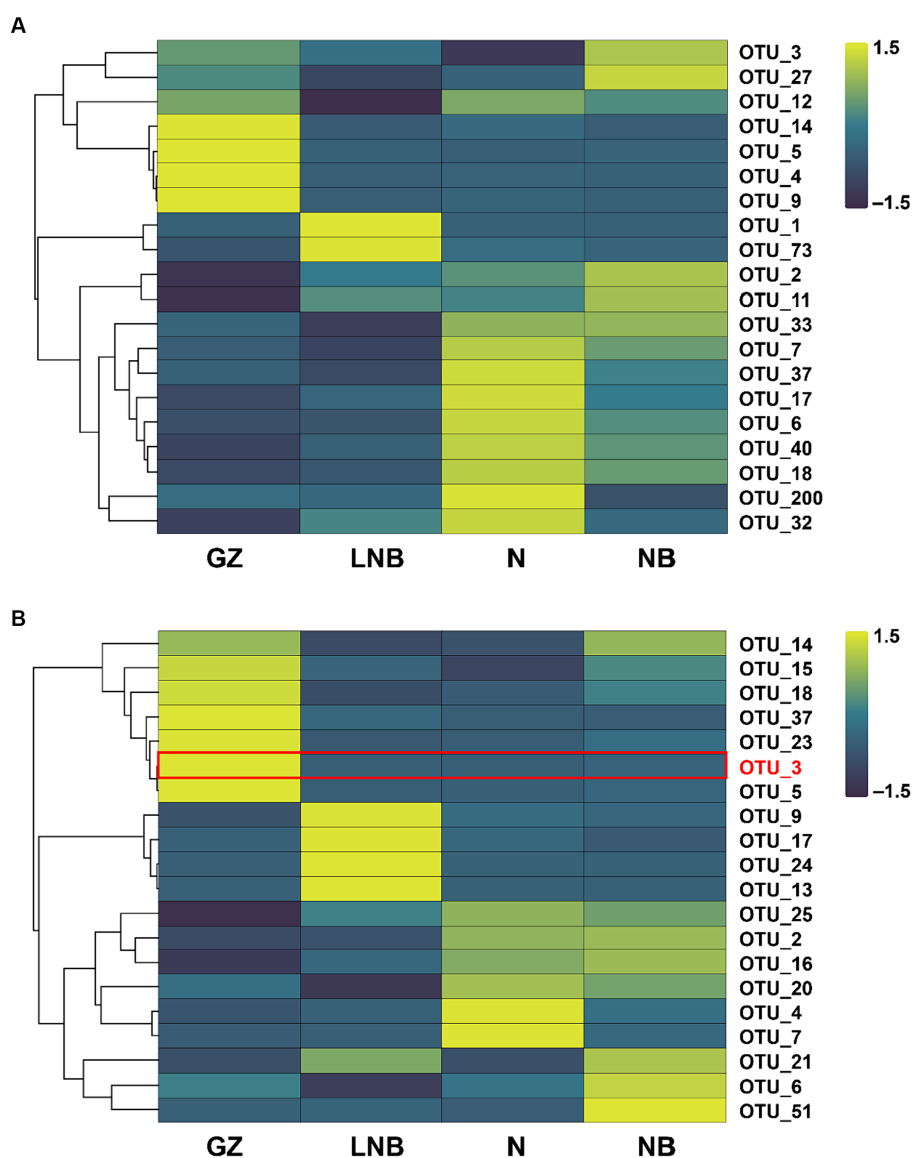 A
OTU_3
1.5
OTU_27
OTU_12
OTU_14
OTU_5
OTU_4
OTU_9
−1.5
OTU_1
OTU_73
OTU_2
OTU_11
OTU_33
OTU_7
OTU_37
OTU_17
OTU_6
OTU_40
OTU_18
OTU_200
OTU_32
GZ LNB N NB
B
OTU_14
1.5
OTU_15
OTU_18
OTU_37
OTU_23
OTU_3
OTU_5
−1.5
OTU_9
OTU_17
OTU_24
OTU_13
OTU_25
OTU_2
OTU_16
OTU_20
OTU_4
OTU_7
OTU_21
OTU_6
OTU_51
GZ LNB N NB